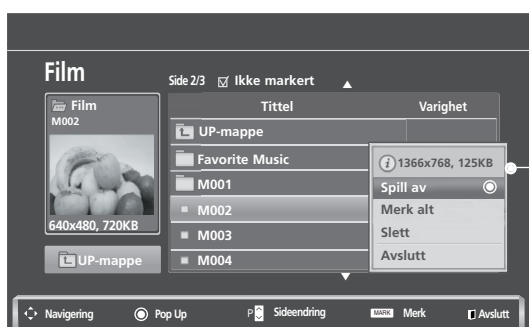 Film
Side 2/3 Ikke markert
Film
M002
640x480, 720KB
UP-mappe
Tittel Varighet
UP-mappe
Favorite Music
M001
M002
M003
M004
1366x768, 125KB
Spill av
Merk alt
Slett
Avslutt
Navigering Pop Up P Sideendring MARK Merk Avslutt